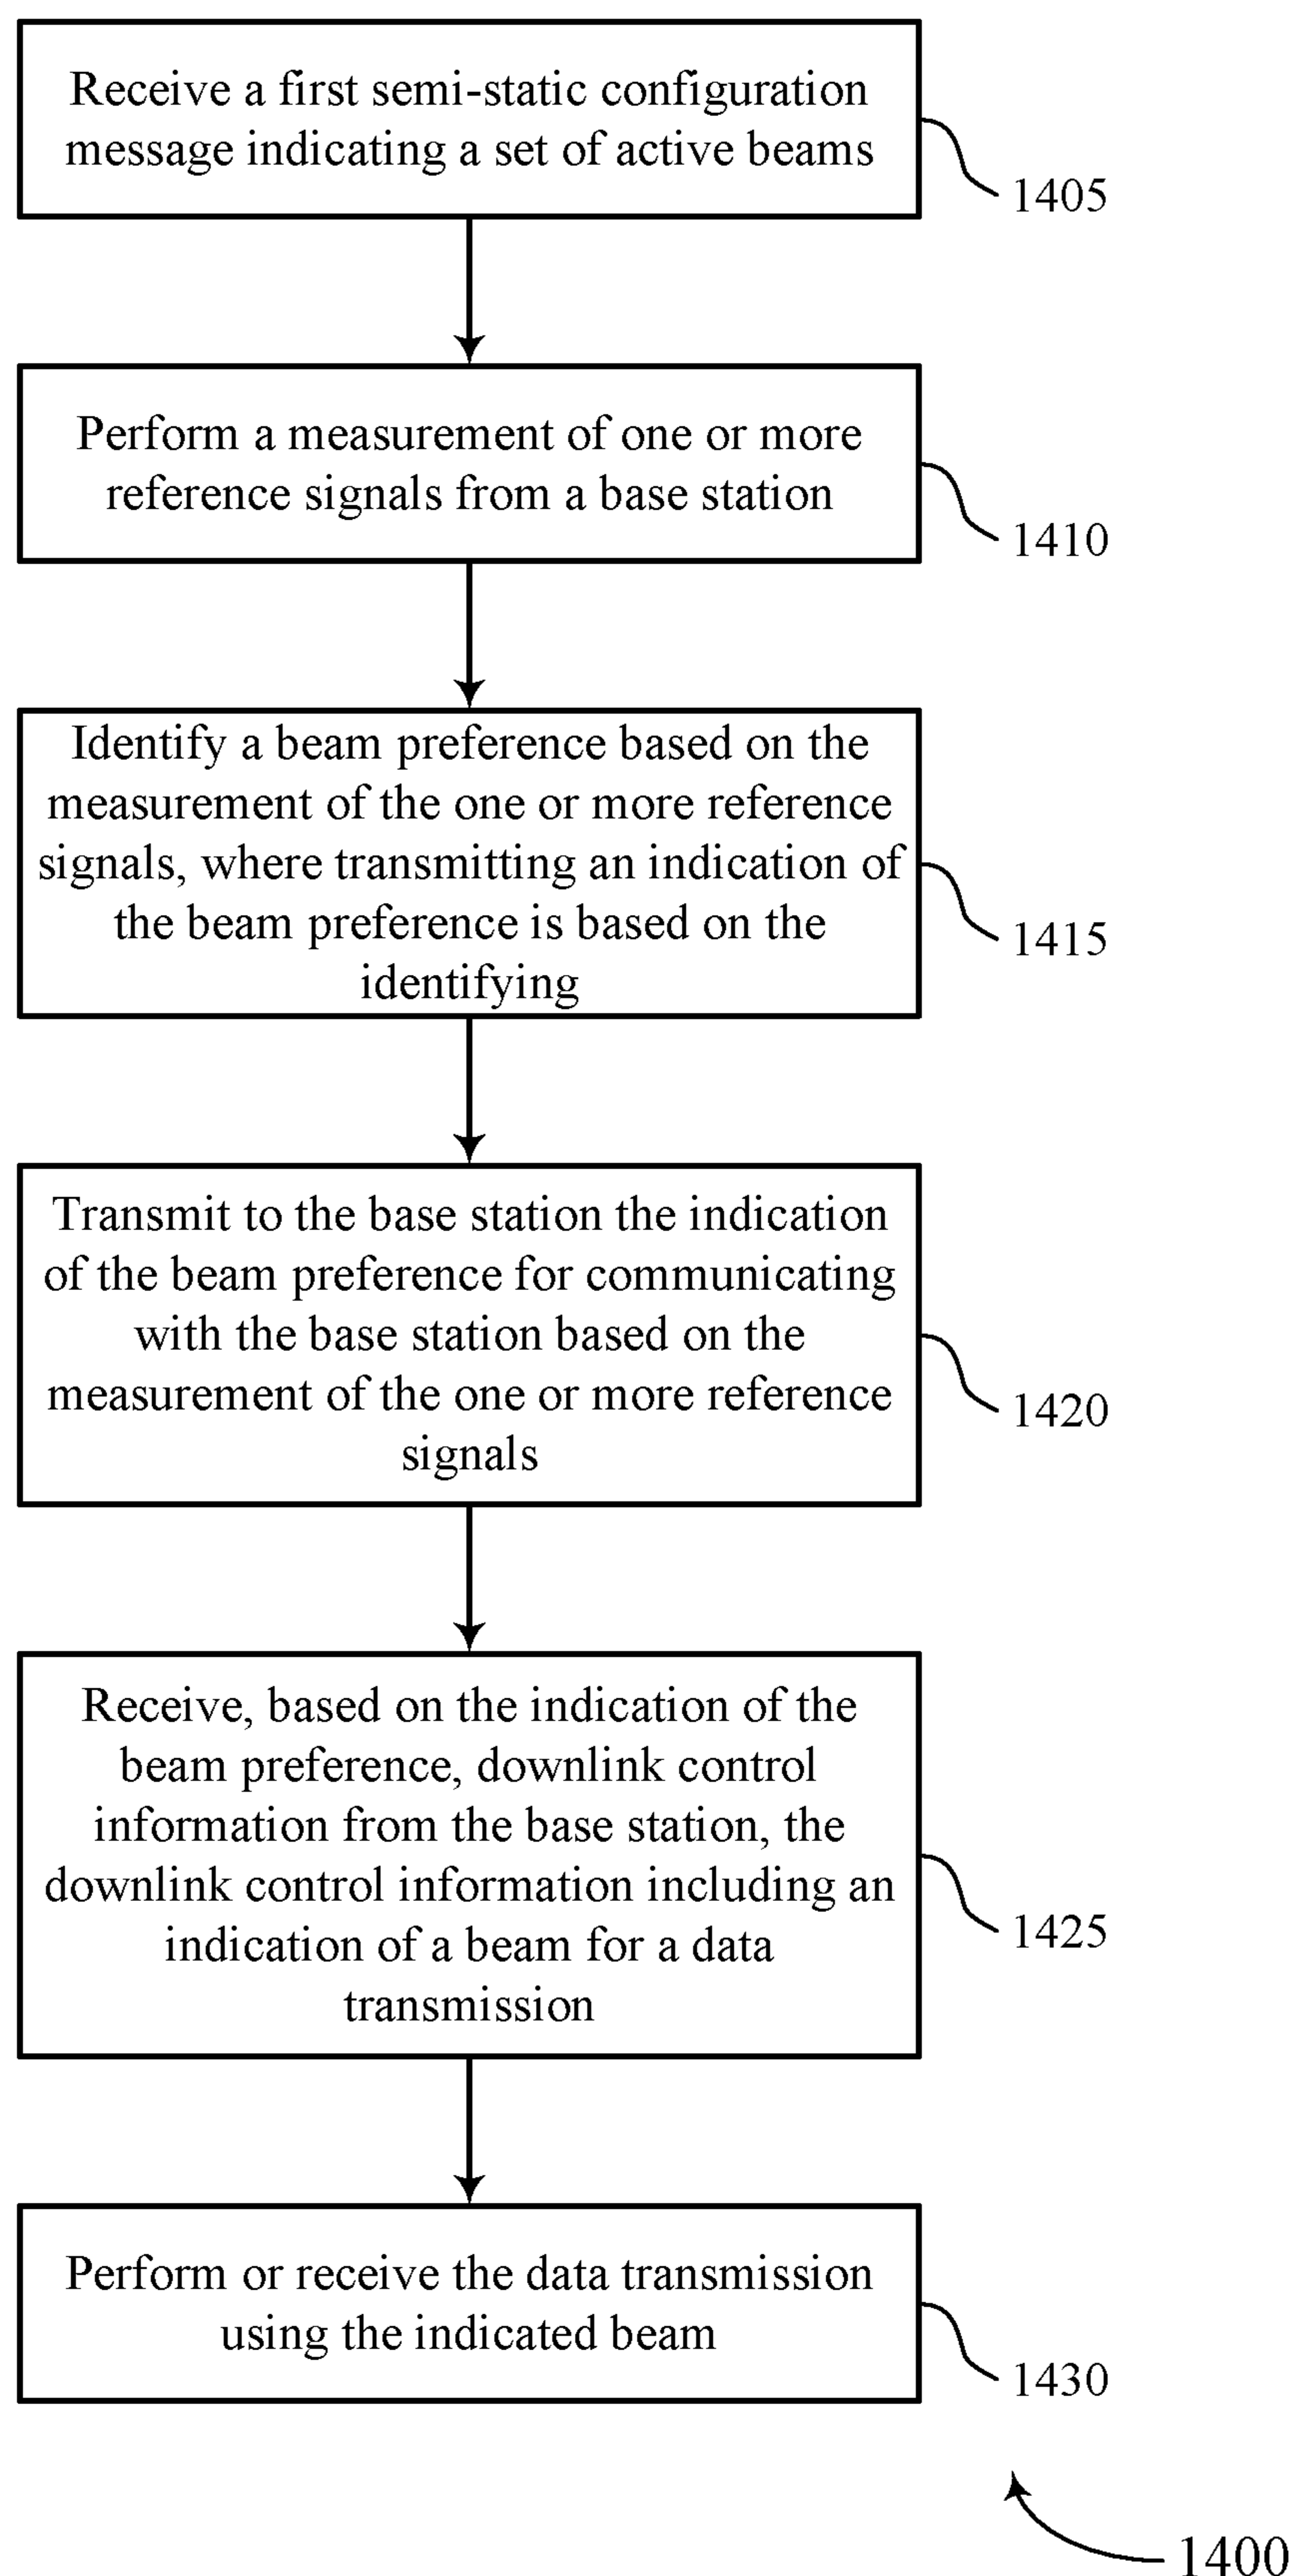 Receive a first semi-static configuration
message indicating a set of active beams
1405
Perform a measurement of one or more
reference signals from a base station
1410
Identify a beam preference based on the
measurement of the one or more reference
signals, where transmitting an indication of
the beam preference is based on the
identifying
1415
Transmit to the base station the indication
of the beam preference for communicating
with the base station based on the
measurement of the one or more reference
signals
1420
Receive, based on the indication of the
beam preference, downlink control
information from the base station, the
downlink control information including an
indication of a beam for a data
transmission
1425
Perform or receive the data transmission
using the indicated beam
1430
1400